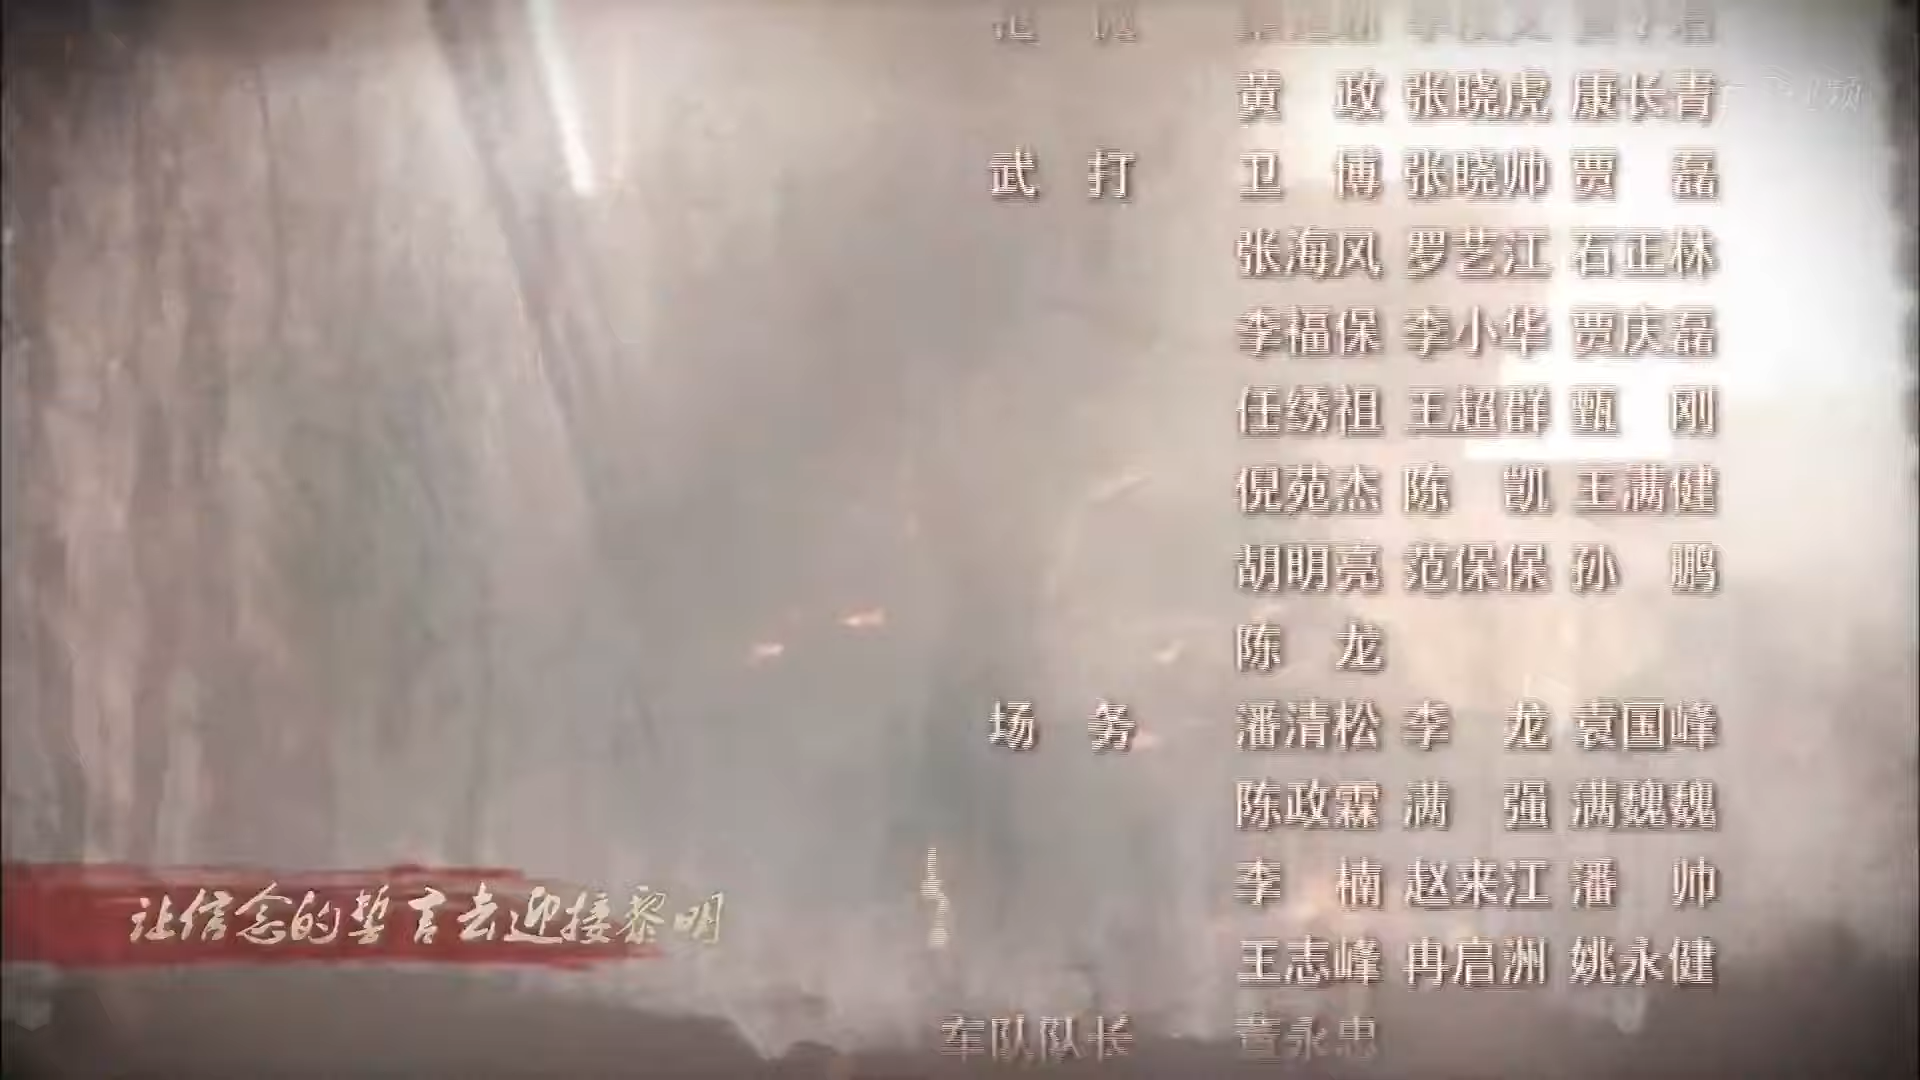 黄 政 张晓虎 康长青
武 打 卫 博 张晓帅 贾 磊
张海风 罗艺江 石正林
李福保 李小华 贾庆磊
任绣祖 王超群 甄 刚
倪苑杰 陈 凯 王满健
胡明亮 范保保 孙 鹏
陈 龙
场 务 潘清松 李 龙 袁国峰
陈政霖 满 强 满魏魏
李 楠 赵来江 潘 帅
让信念的誓言去迎接黎明
王志峰 冉启洲 姚永健
车队队长 永忠